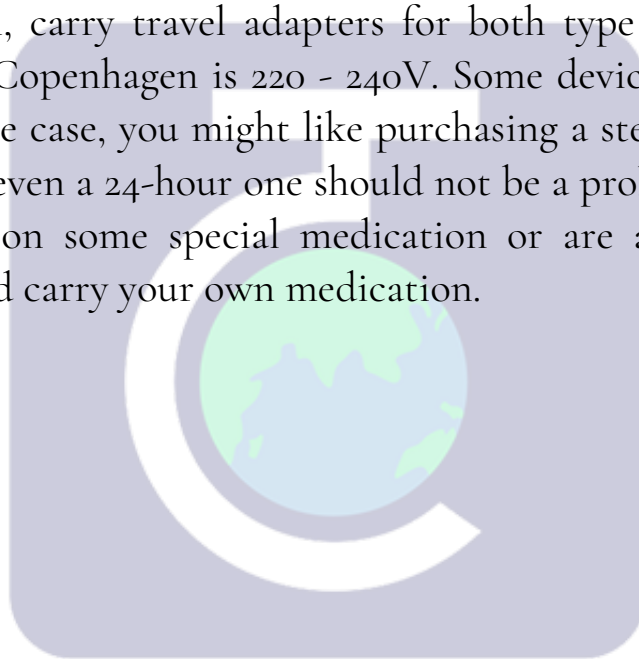 , carry travel adapters for both type
Copenhagen is 220 - 240V. Some devic
e case, you might like purchasing a ste
even a 24-hour one should not be a pro
on some special medication or are a
d carry your own medication.